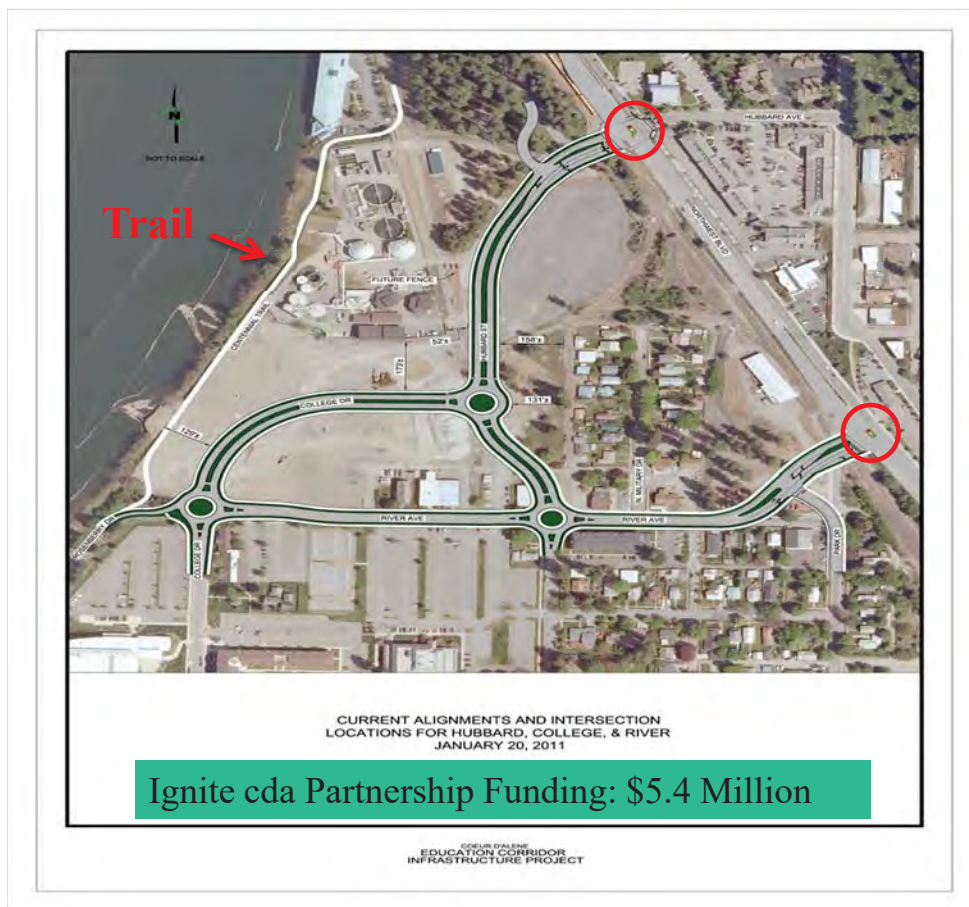 N
NOT TO SCALE
HUBBARD AVE
Trail
NORTHWEST BLVD
FUTURE FENCE
CENTENNIAL TRAIL
52'±
HUBBARD ST
158'±
172'±
COLLEGE DR
131'±
129'±
N. MILITARY DR
RIVER AVE
RIVER AVE
COLLEGE DR
PARK DR
CURRENT ALIGNMENTS AND INTERSECTION
LOCATIONS FOR HUBBARD, COLLEGE, & RIVER
JANUARY 20, 2011
Ignite cda Partnership Funding: $5.4 Million
COEUR D'ALENE
EDUCATION CORRIDOR
INFRASTRUCTURE PROJECT